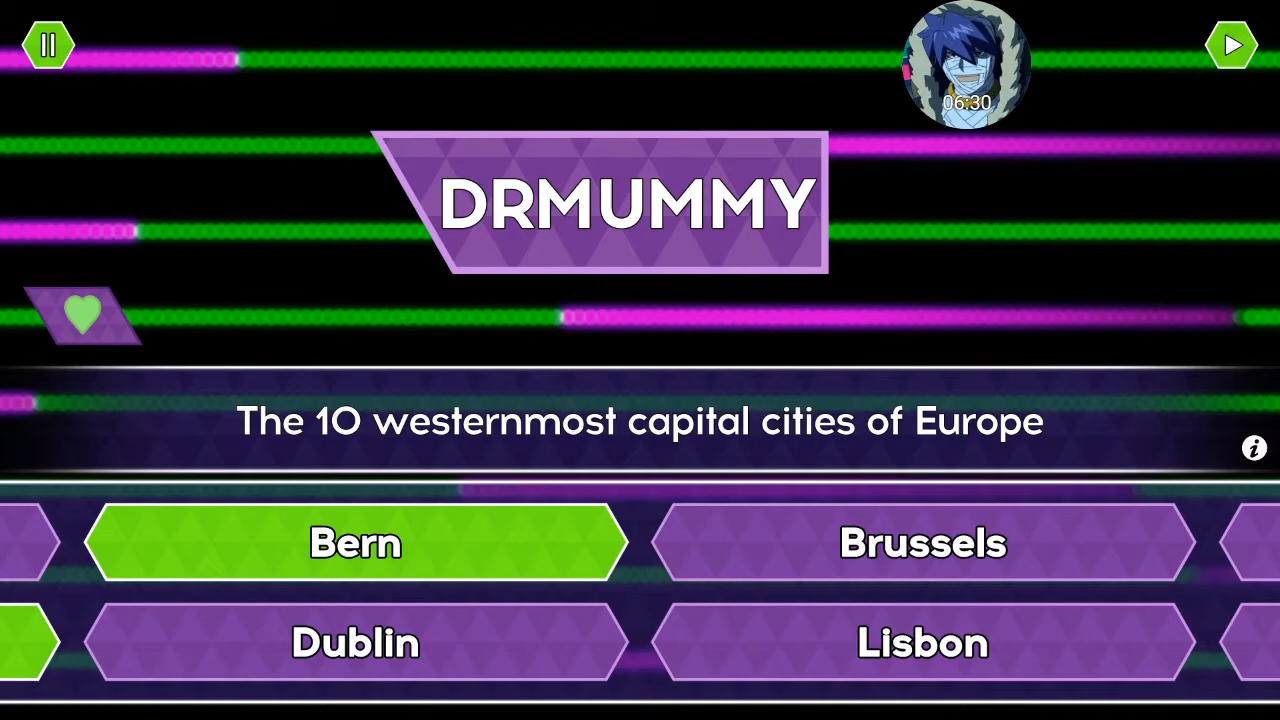 06:30
DRMUMMY
The 10 westernmost capital cities of Europe
i
Bern
Brussels
Dublin
Lisbon